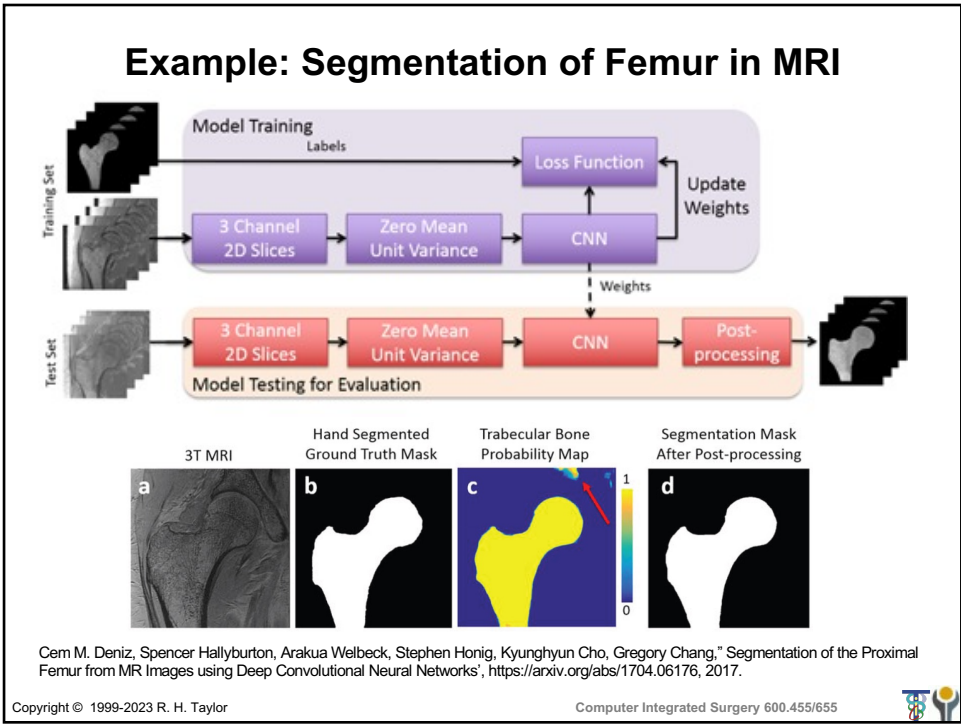 Example: Segmentation of Femur in MRI
Training Set
Model Training
Labels
Loss Function
Update
Weights
3 Channel
2D Slices
Zero Mean
Unit Variance
CNN
Weights
Test Set
3 Channel
2D Slices
Zero Mean
Unit Variance
CNN
Post-
processing
Model Testing for Evaluation
3T MRI
Hand Segmented
Ground Truth Mask
Trabecular Bone
Probability Map
Segmentation Mask
After Post-processing
a
b
c
1
0
d
Cem M. Deniz, Spencer Hallyburton, Arakua Welbeck, Stephen Honig, Kyunghyun Cho, Gregory Chang,” Segmentation of the Proximal
Femur from MR Images using Deep Convolutional Neural Networks’, https://arxiv.org/abs/1704.06176, 2017.
Copyright © 1999-2023 R. H. Taylor
Computer Integrated Surgery 600.455/655